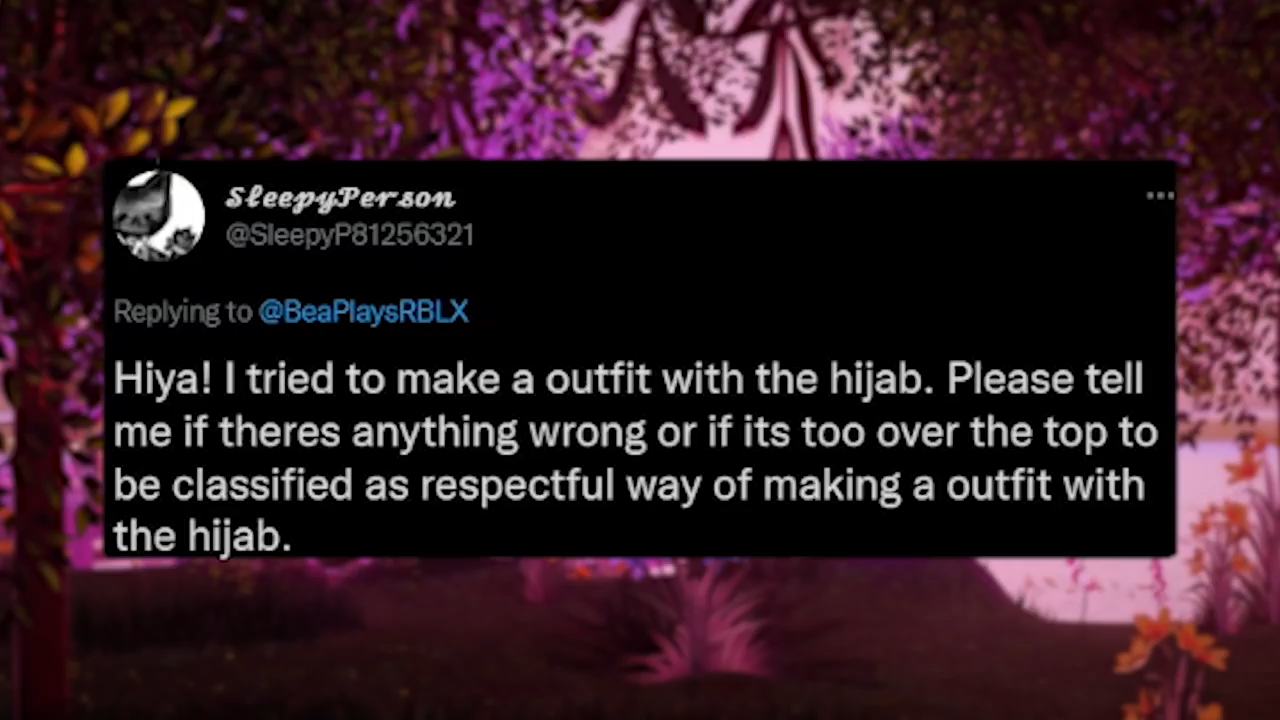 SleepyPerson
@SleepyP81256321
Replying to @BeaPlaysRBLX
Hiya! I tried to make a outfit with the hijab. Please tell
me if theres anything wrong or if its too over the top to
be classified as respectful way of making a outfit with
the hijab.